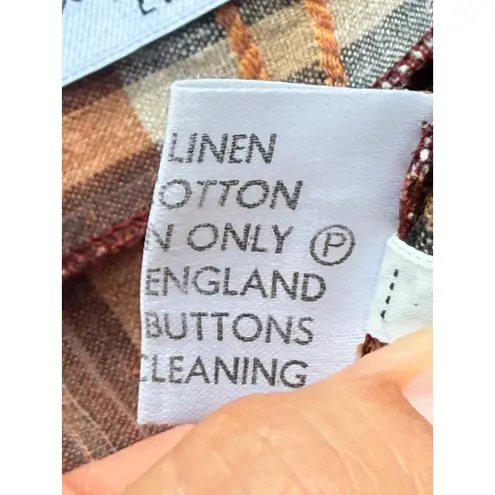 LINEN
OTTON
N ONLY Ⓟ
ENGLAND
BUTTONS
CLEANING